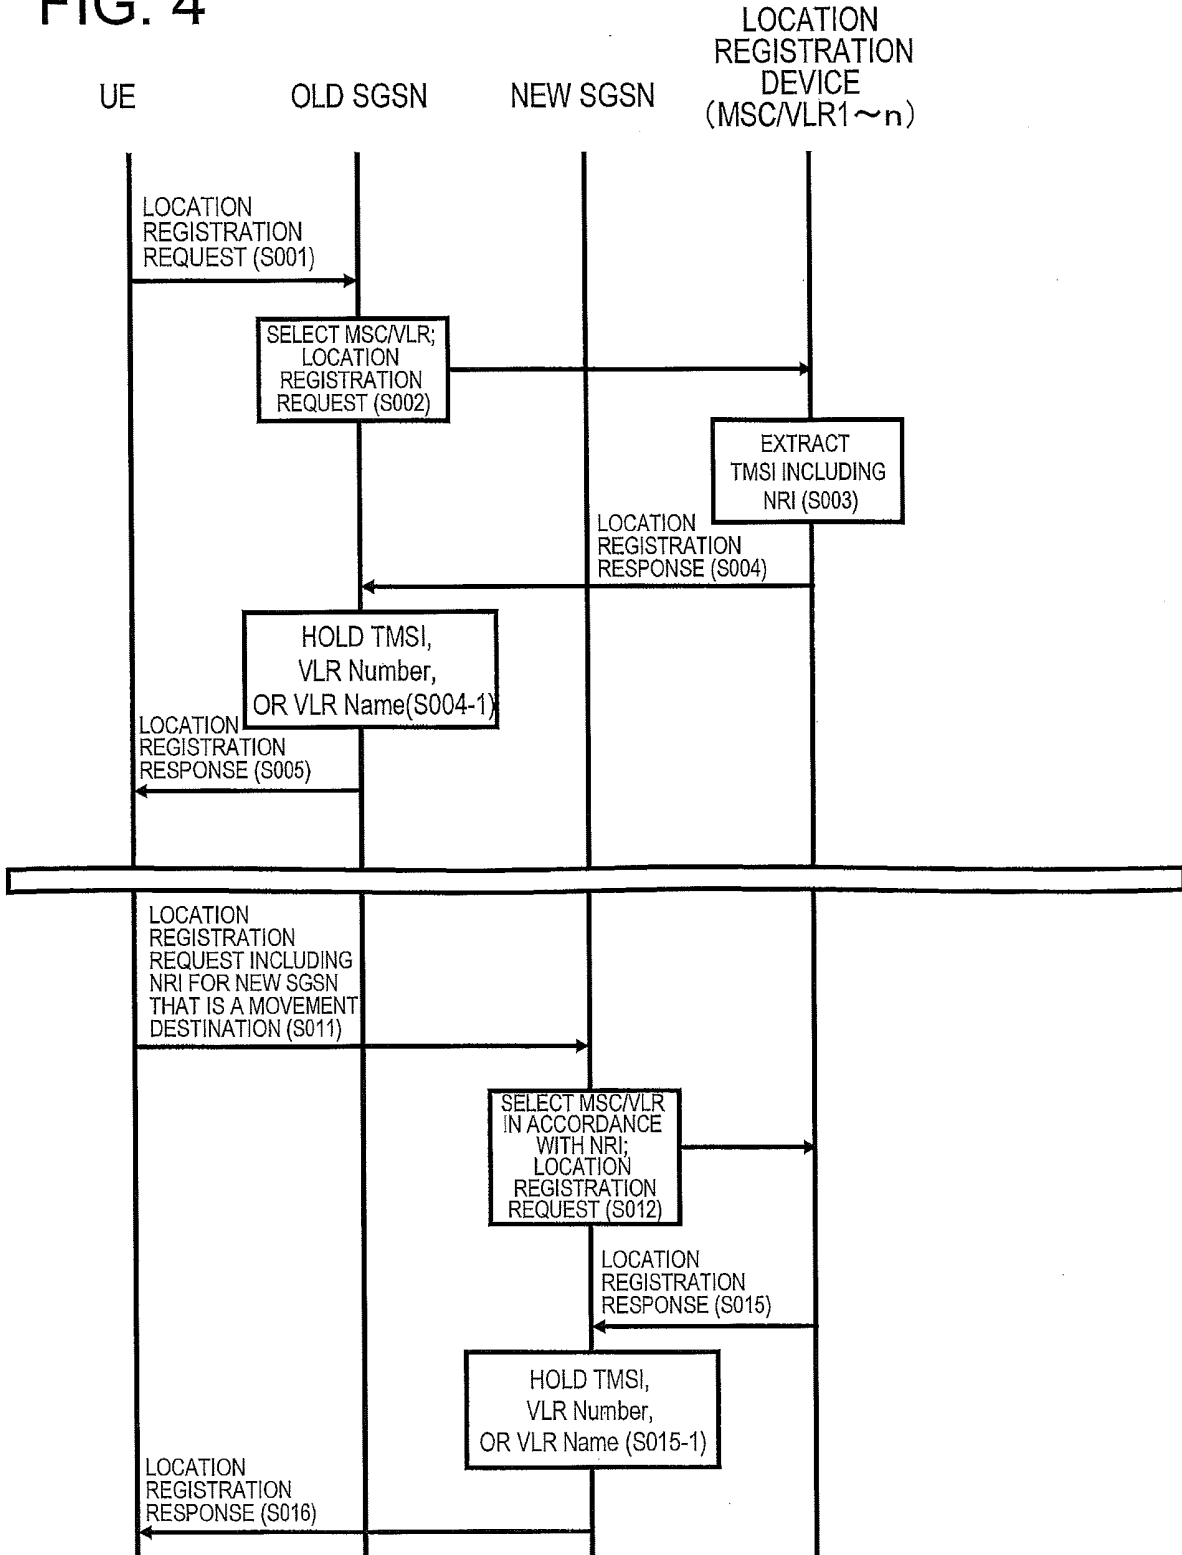 FIG. 4
UE
OLD SGSN
NEW SGSN
LOCATION
REGISTRATION
DEVICE
(MSC/VLR1～n)
LOCATION
REGISTRATION
REQUEST (S001)
SELECT MSC/VLR;
LOCATION
REGISTRATION
REQUEST (S002)
EXTRACT
TMSI INCLUDING
NRI (S003)
LOCATION
REGISTRATION
RESPONSE (S004)
HOLD TMSI,
VLR Number,
OR VLR Name(S004-1)
LOCATION
REGISTRATION
RESPONSE (S005)
LOCATION
REGISTRATION
REQUEST INCLUDING
NRI FOR NEW SGSN
THAT IS A MOVEMENT
DESTINATION (S011)
SELECT MSC/VLR
IN ACCORDANCE
WITH NRI;
LOCATION
REGISTRATION
REQUEST (S012)
LOCATION
REGISTRATION
RESPONSE (S015)
HOLD TMSI,
VLR Number,
OR VLR Name (S015-1)
LOCATION
REGISTRATION
RESPONSE (S016)